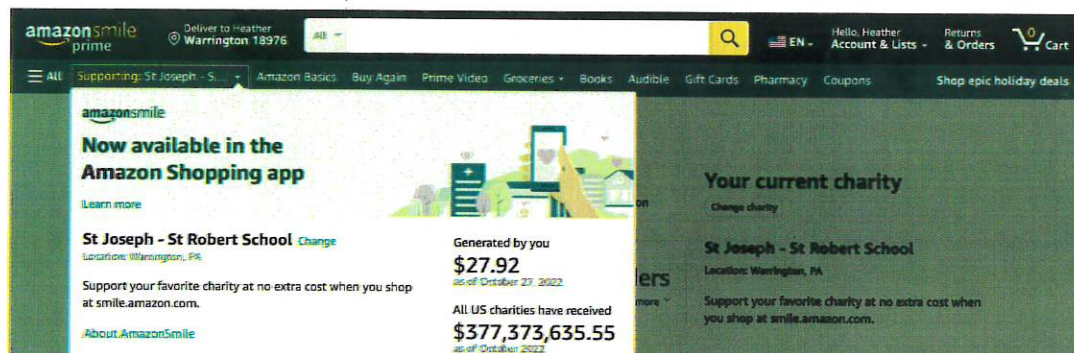 amazonsmile
prime
Deliver to Heather
Warrington 18976
All
EN
Hello, Heather
Account & Lists
Returns
& Orders
0
Cart
All
Supporting: St Joseph - S...
Amazon Basics
Buy Again
Prime Video
Groceries
Books
Audible
Gift Cards
Pharmacy
Coupons
Shop epic holiday deals
amazonsmile
Now available in the
Amazon Shopping app
Learn more
St Joseph - St Robert School Change
Location: Warrington, PA
Support your favorite charity at no extra cost when you shop
at smile.amazon.com.
About AmazonSmile
Generated by you
$27.92
as of October 27, 2022
All US charities have received
$377,373,635.55
as of October 2022
on
ders
more
Your current charity
Change charity
St Joseph - St Robert School
Location: Warrington, PA
Support your favorite charity at no extra cost when
you shop at smile.amazon.com.